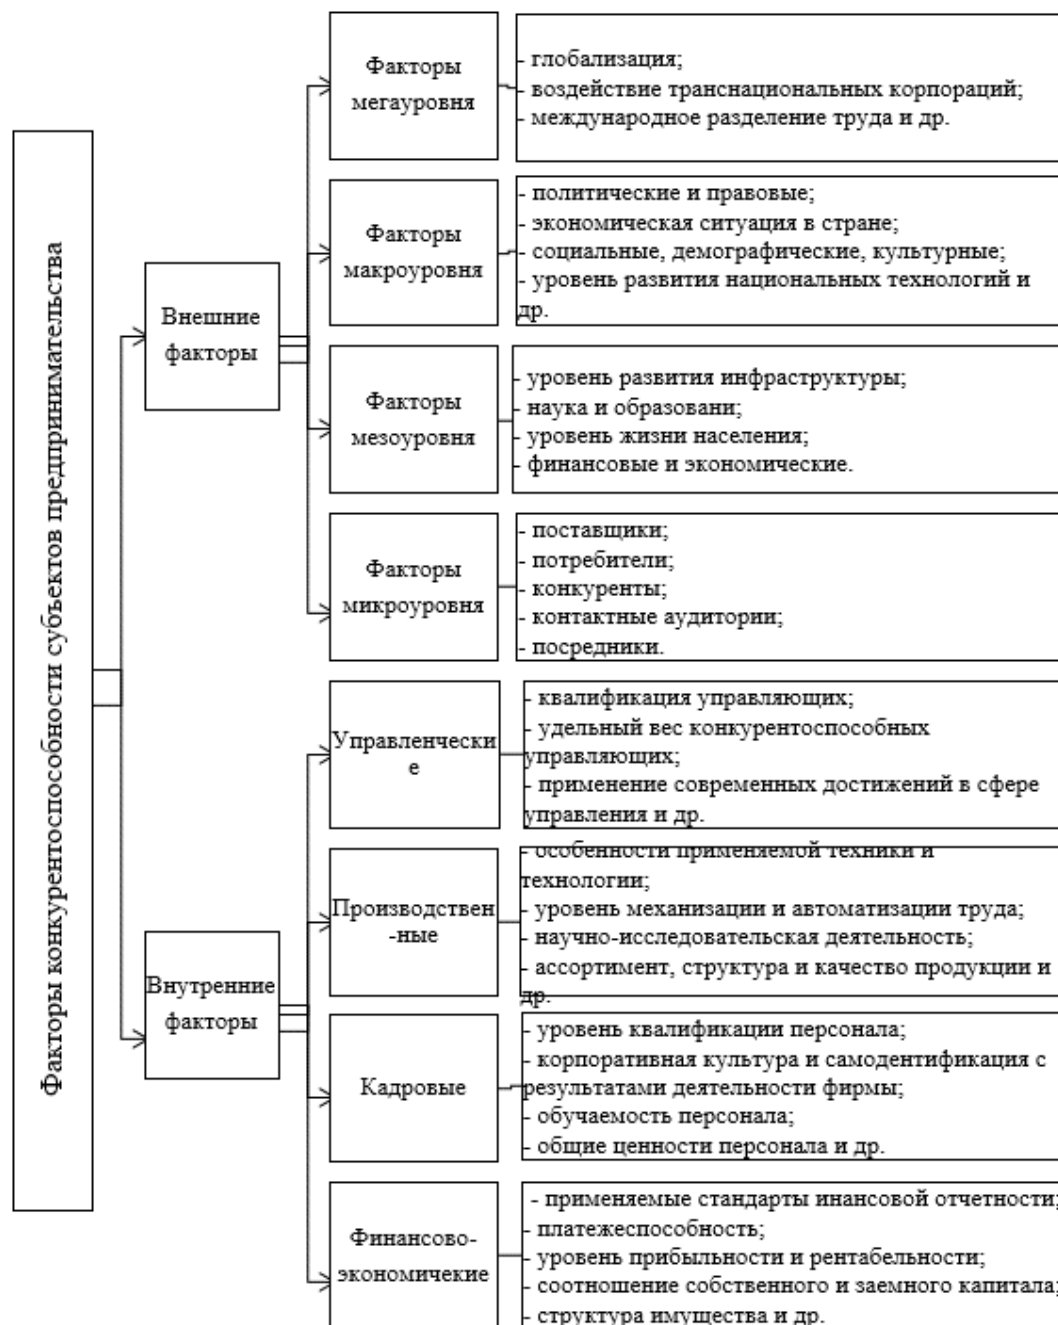 Факторы конкурентоспособности субъектов предпринимательства
Внешние
факторы
Факторы
мегауровня
- глобализация;
- воздействие транснациональных корпораций;
- международное разделение труда и др.
Факторы
макроуровня
- политические и правовые;
- экономическая ситуация в стране;
- социальные, демографические, культурные;
- уровень развития национальных технологий и
др.
Факторы
мезоуровня
- уровень развития инфраструктуры;
- наука и образовани;
- уровень жизни населения;
- финансовые и экономические.
Факторы
микроуровня
- поставщики;
- потребители;
- конкуренты;
- контактные аудитории;
- посредники.
Внутренние
факторы
Управленчески
е
- квалификация управляющих;
- удельный вес конкурентоспособных
управляющих;
- применение современных достижений в сфере
управления и др.
Производствен
-ные
- особенности применяемой техники и
технологии;
- уровень механизации и автоматизации труда;
- научно-исследовательская деятельность;
- ассортимент, структура и качество продукции и
др.
Кадровые
- уровень квалификации персонала;
- корпоративная культура и самодентификация с
результатами деятельности фирмы;
- обучаемость персонала;
- общие ценности персонала и др.
Финансово-
экономичекие
- применяемые стандарты инансовой отчетности;
- платежеспособность;
- уровень прибыльности и рентабельности;
- соотношение собственного и заемного капитала;
- структура имущества и др.